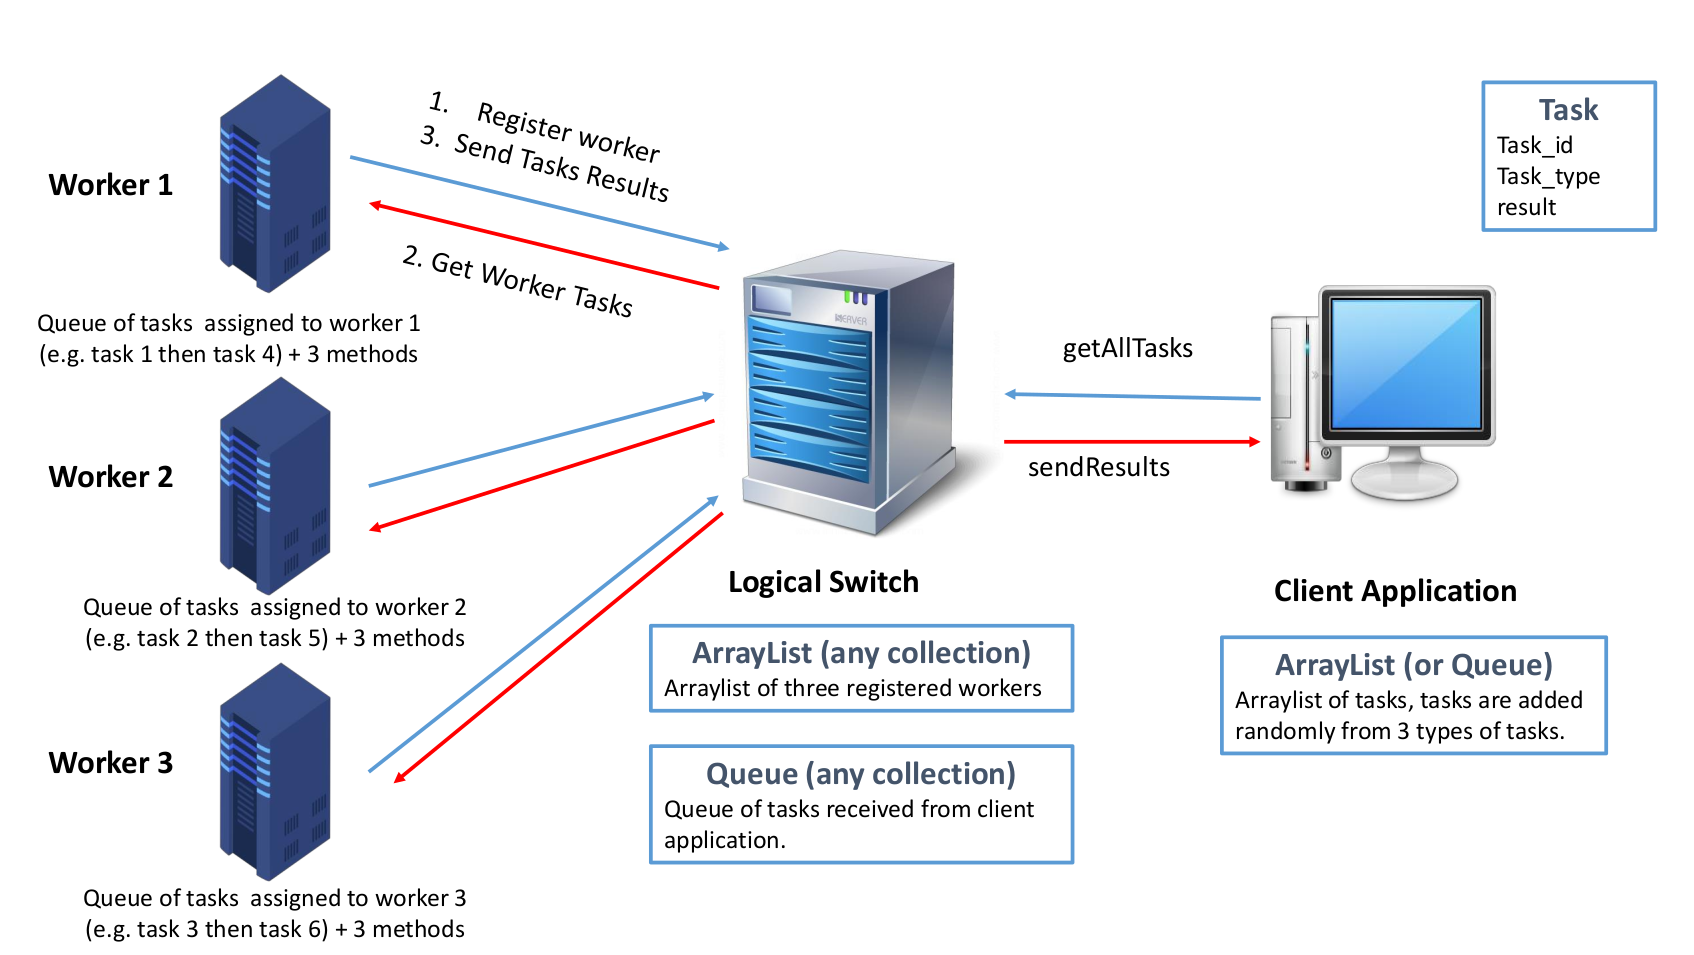 1. Register worker
3. Send Tasks Results
Worker 1
2. Get Worker Tasks
Queue of tasks assigned to worker 1
(e.g. task 1 then task 4) + 3 methods
Worker 2
Queue of tasks assigned to worker 2
(e.g. task 2 then task 5) + 3 methods
Worker 3
Queue of tasks assigned to worker 3
(e.g. task 3 then task 6) + 3 methods
SERVER
Logical Switch
ArrayList (any collection)
Arraylist of three registered workers
Queue (any collection)
Queue of tasks received from client
application.
getAllTasks
sendResults
Task
Task_id
Task_type
result
Client Application
ArrayList (or Queue)
Arraylist of tasks, tasks are added
randomly from 3 types of tasks.